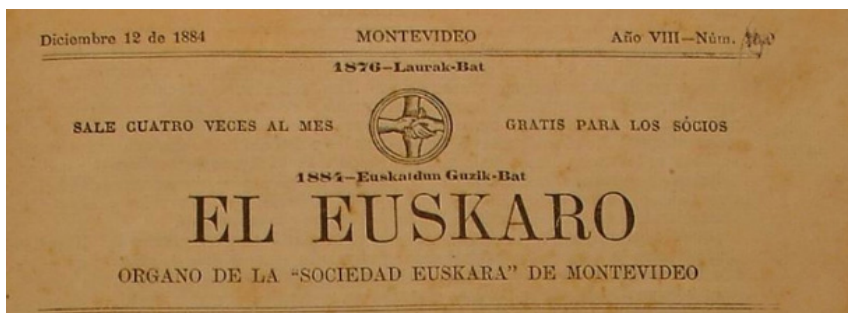 Diciembre 12 de 1884 MONTEVIDEO Año VIII—Núm.
1876—Laurak-Bat
SALE CUATRO VECES AL MES GRATIS PARA LOS SÓCIOS
1884—Euskaldun Guzik-Bat
EL EUSKARO
ORGANO DE LA "SOCIEDAD EUSKARA" DE MONTEVIDEO